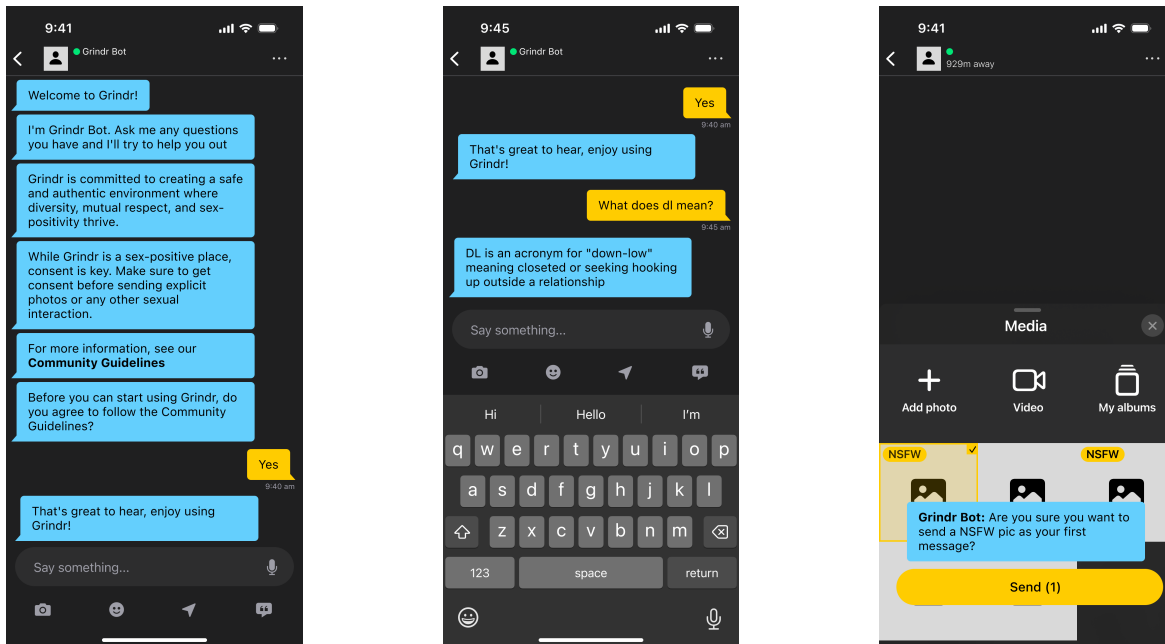 9:41
Grindr Bot
Welcome to Grindr!
I'm Grindr Bot. Ask me any questions
you have and I'll try to help you out
Grindr is committed to creating a safe
and authentic environment where
diversity, mutual respect, and sex-
positivity thrive.
While Grindr is a sex-positive place,
consent is key. Make sure to get
consent before sending explicit
photos or any other sexual
interaction.
For more information, see our
Community Guidelines
Before you can start using Grindr, do
you agree to follow the Community
Guidelines?
Yes
9:40 am
That's great to hear, enjoy using
Grindr!
Say something...
9:45
Grindr Bot
Yes
9:40 am
That's great to hear, enjoy using
Grindr!
What does dl mean?
9:45 am
DL is an acronym for "down-low"
meaning closeted or seeking hooking
up outside a relationship
Say something...
Hi Hello I'm
q w e r t y u i o p
a s d f g h j k l
z x c v b n m
123 space return
9:41
929m away
Media
Add photo Video My albums
NSFW NSFW
Grindr Bot: Are you sure you want to
send a NSFW pic as your first
message?
Send (1)